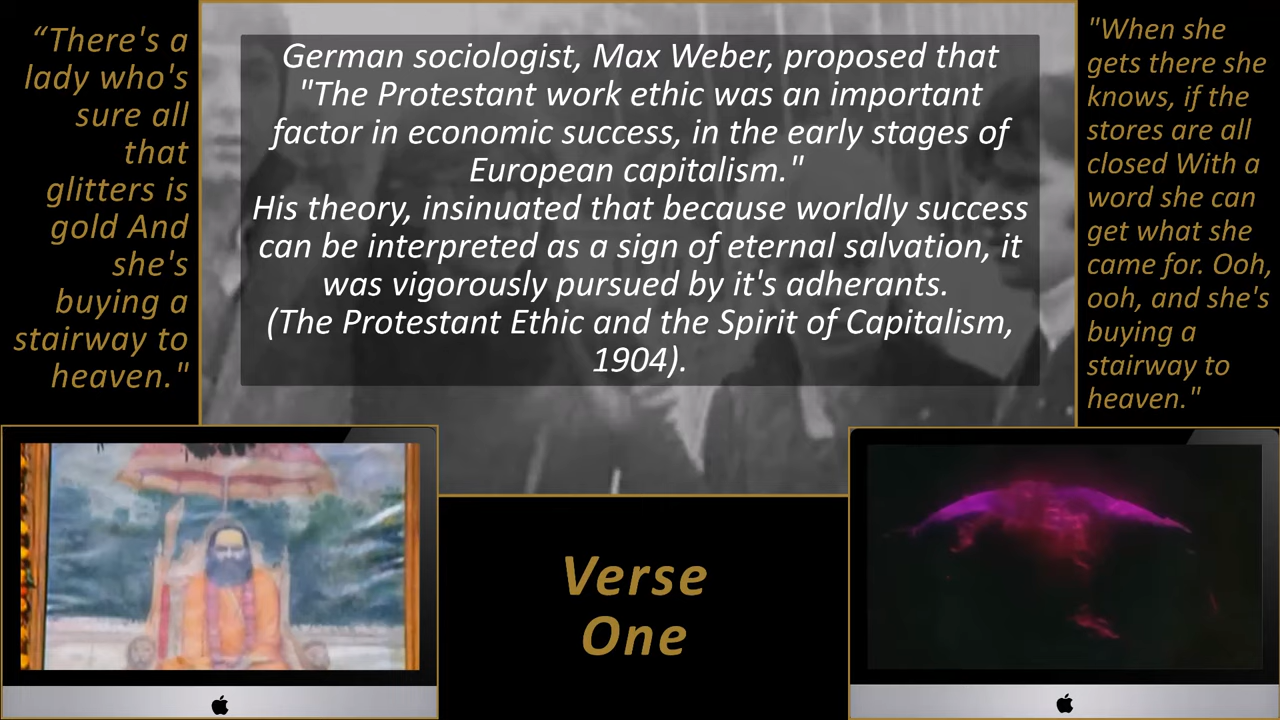 “There's a
lady who's
sure all
that
glitters is
gold And
she's
buying a
stairway to
heaven."
German sociologist, Max Weber, proposed that
"The Protestant work ethic was an important
factor in economic success, in the early stages of
European capitalism."
His theory, insinuated that because worldly success
can be interpreted as a sign of eternal salvation, it
was vigorously pursued by it's adherants.
(The Protestant Ethic and the Spirit of Capitalism,
1904).
"When she
gets there she
knows, if the
stores are all
closed With a
word she can
get what she
came for. Ooh,
ooh, and she's
buying a
stairway to
heaven."
Verse
One